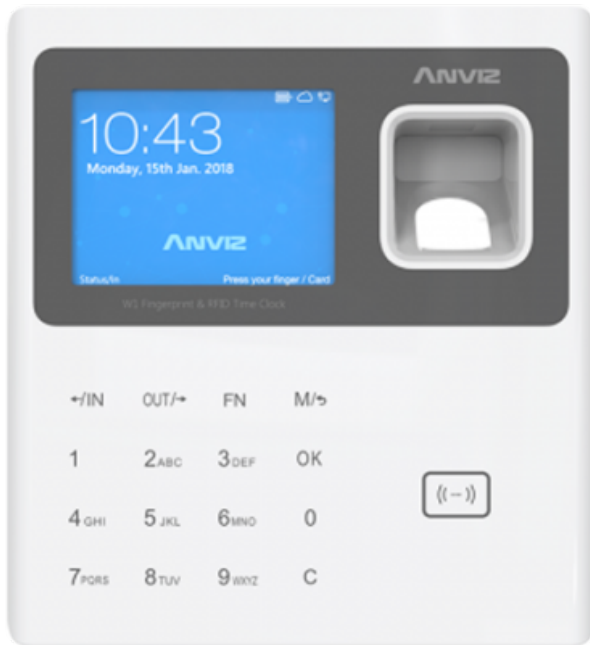 ANVIZ
10:43
Monday, 15th Jan. 2018
ANVIZ
Status/In Press your finger / Card
W1 Fingerprint & RFID Time Clock
←/IN OUT/→ FN M/⮌
1 2ABC 3DEF OK
4GHI 5JKL 6MNO 0
7PQRS 8TUV 9WXYZ C